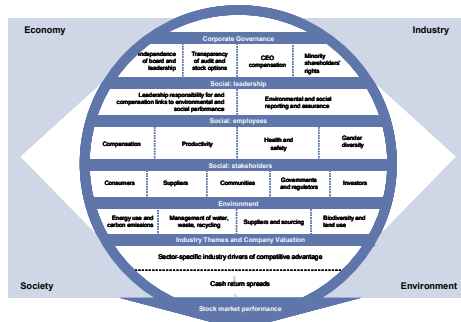 Economy
Industry
Corporate Governance
Independence of board and leadership
Transparency of audit and stock options
CEO compensation
Minority shareholders' rights
Social: leadership
Leadership responsibility for and compensation links to environmental and social performance
Environmental and social reporting and assurance
Social: employees
Compensation
Productivity
Health and safety
Gender diversity
Social: stakeholders
Consumers
Suppliers
Communities
Governments and regulators
Investors
Environment
Energy use and carbon emissions
Management of water, waste, recycling
Suppliers and sourcing
Biodiversity and land use
Industry Themes and Company Valuation
Sector-specific industry drivers of competitive advantage
Cash return spreads
Society
Environment
Stock market performance